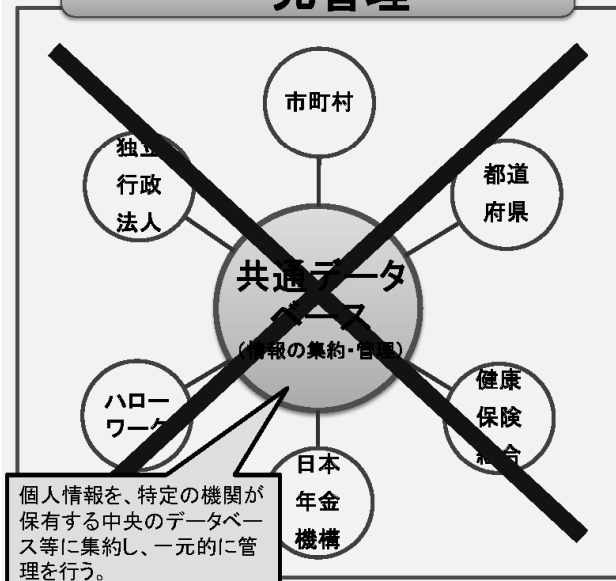 元管理
市町村
独立
行政
法人
都道
府県
共通データ
ベース
(情報の集約・管理)
ハロー
ワーク
健康
保険
組合
日本
年金
機構
個人情報を、特定の機関が
保有する中央のデータベー
ス等に集約し、一元的に管
理を行う。